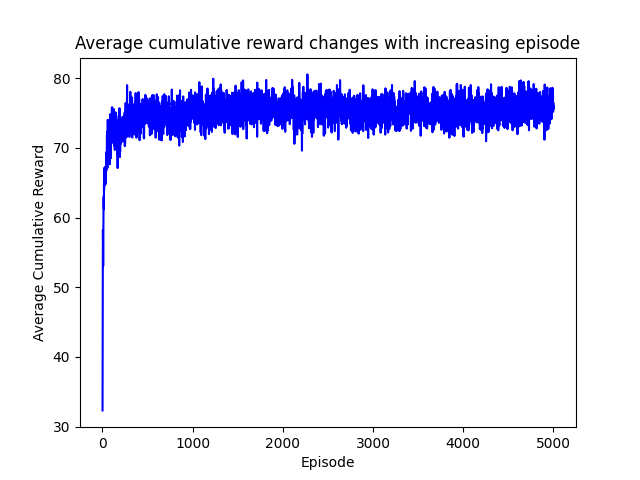 Average cumulative reward changes with increasing episode
80
70
60
50
40
30
Average Cumulative Reward
0 1000 2000 3000 4000 5000
Episode